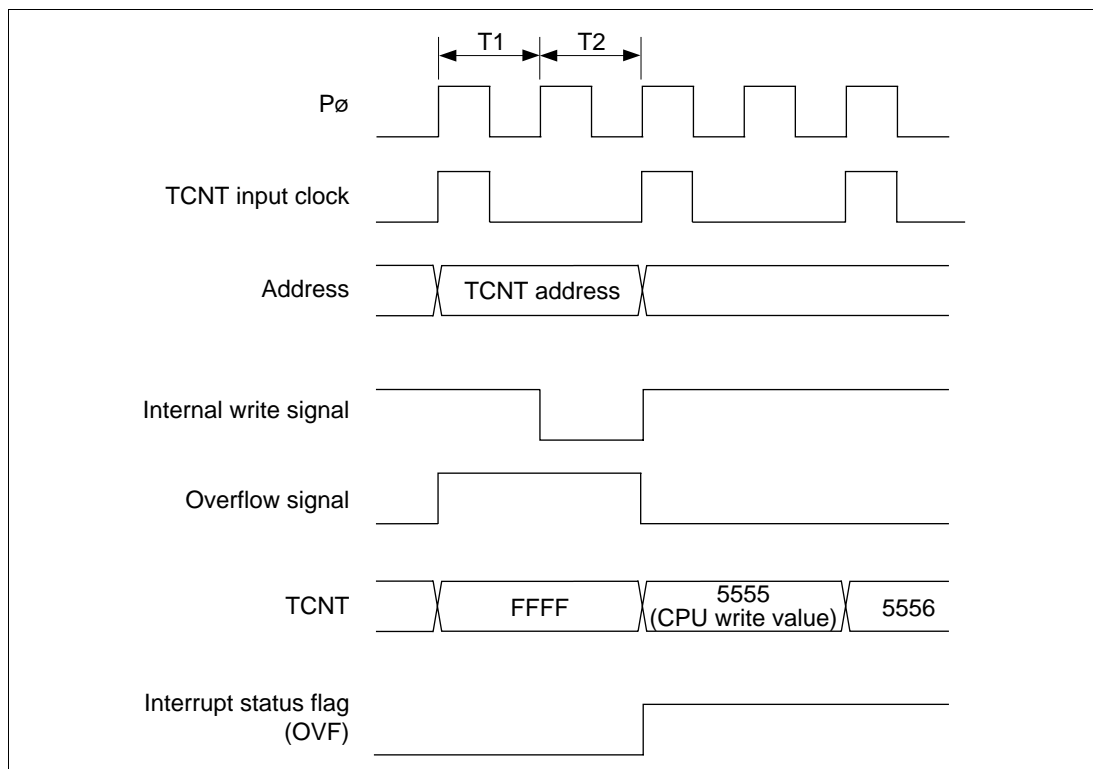 T1
T2
Pø
TCNT input clock
Address
TCNT address
Internal write signal
Overflow signal
TCNT
FFFF
5555
(CPU write value)
5556
Interrupt status flag
(OVF)